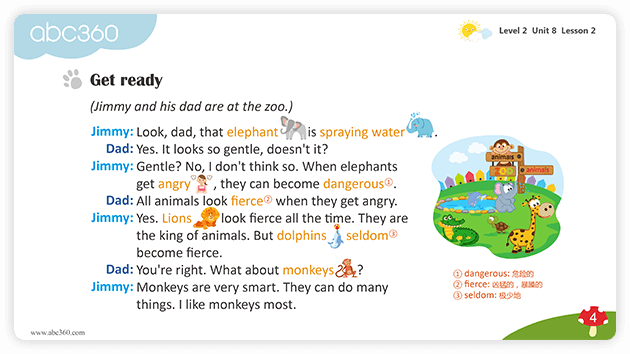 abc360
Level 2 Unit 8 Lesson 2
Get ready
(Jimmy and his dad are at the zoo.)
Jimmy: Look, dad, that elephant is spraying water .
Dad: Yes. It looks so gentle, doesn't it?
Jimmy: Gentle? No, I don't think so. When elephants
get angry , they can become dangerous①.
Dad: All animals look fierce② when they get angry.
Jimmy: Yes. Lions look fierce all the time. They are
the king of animals. But dolphins seldom③
become fierce.
Dad: You're right. What about monkeys ?
Jimmy: Monkeys are very smart. They can do many
things. I like monkeys most.
animals
animals
① dangerous: 危险的
② fierce: 凶猛的，暴躁的
③ seldom: 极少地
www.abc360.com
4